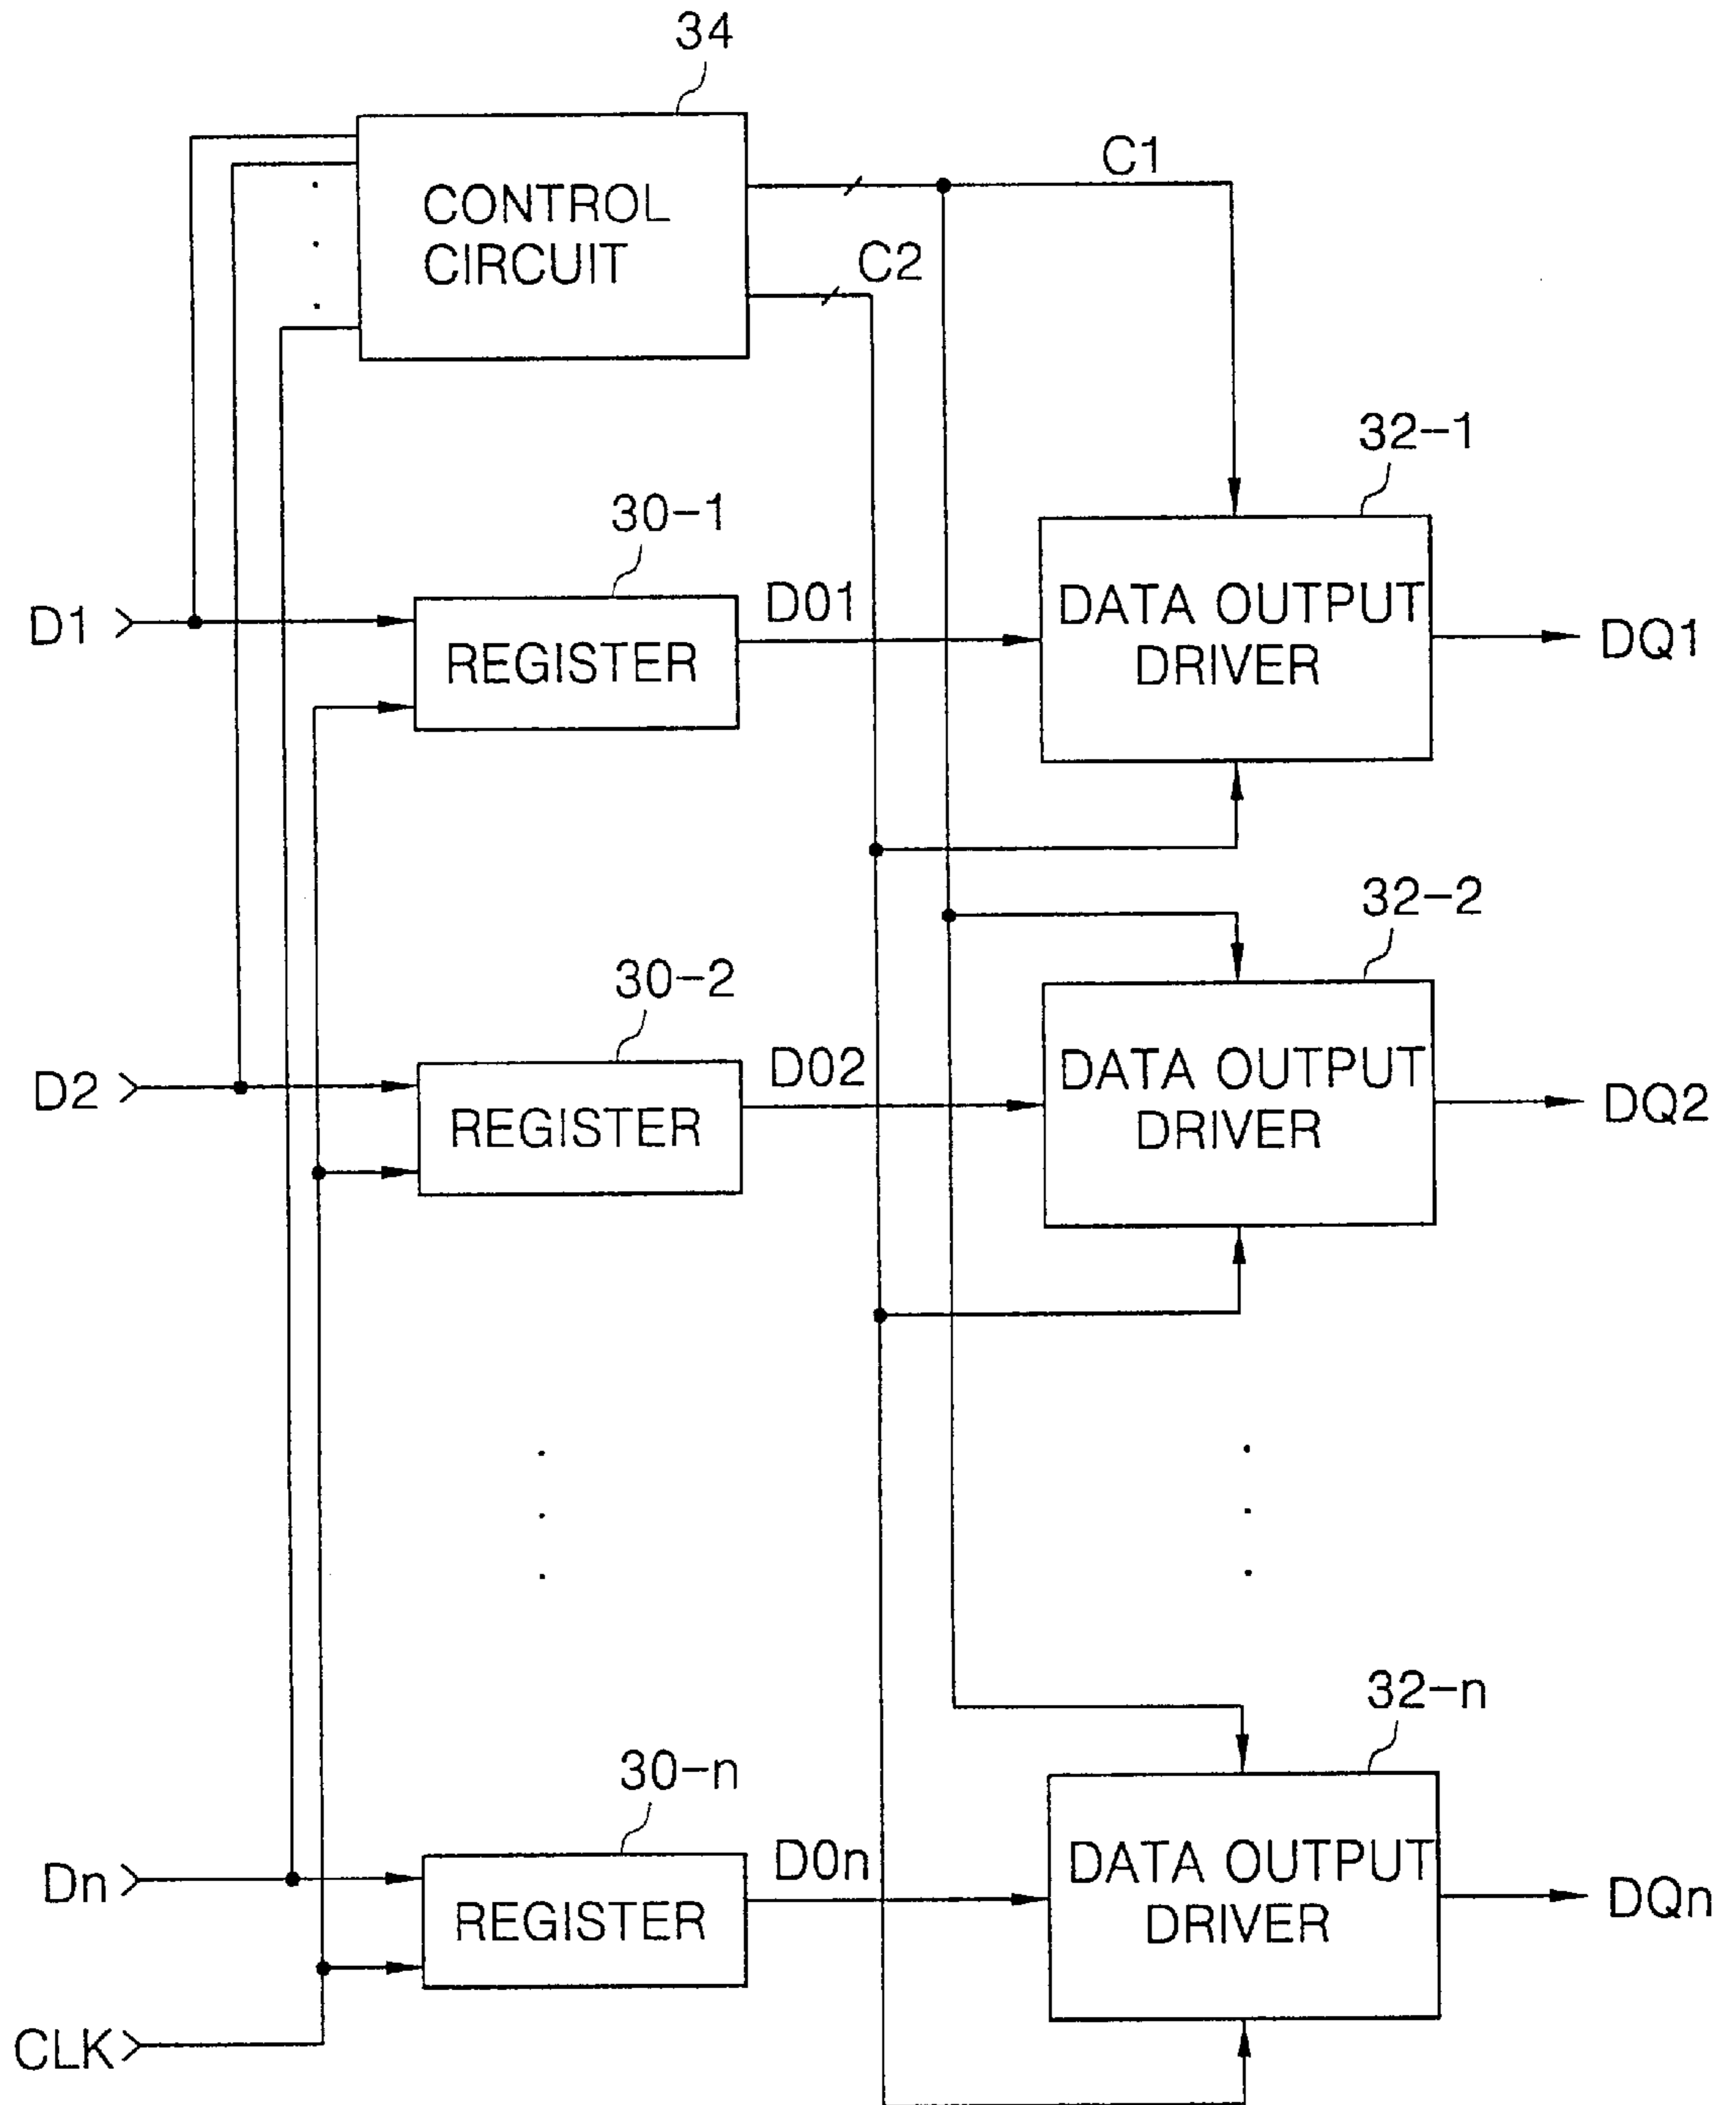 34
CONTROL
CIRCUIT
C1
C2
32-1
30-1
D1
REGISTER
D01
DATA OUTPUT
DRIVER
DQ1
32-2
30-2
D2
REGISTER
D02
DATA OUTPUT
DRIVER
DQ2
32-n
30-n
Dn
REGISTER
D0n
DATA OUTPUT
DRIVER
DQn
CLK